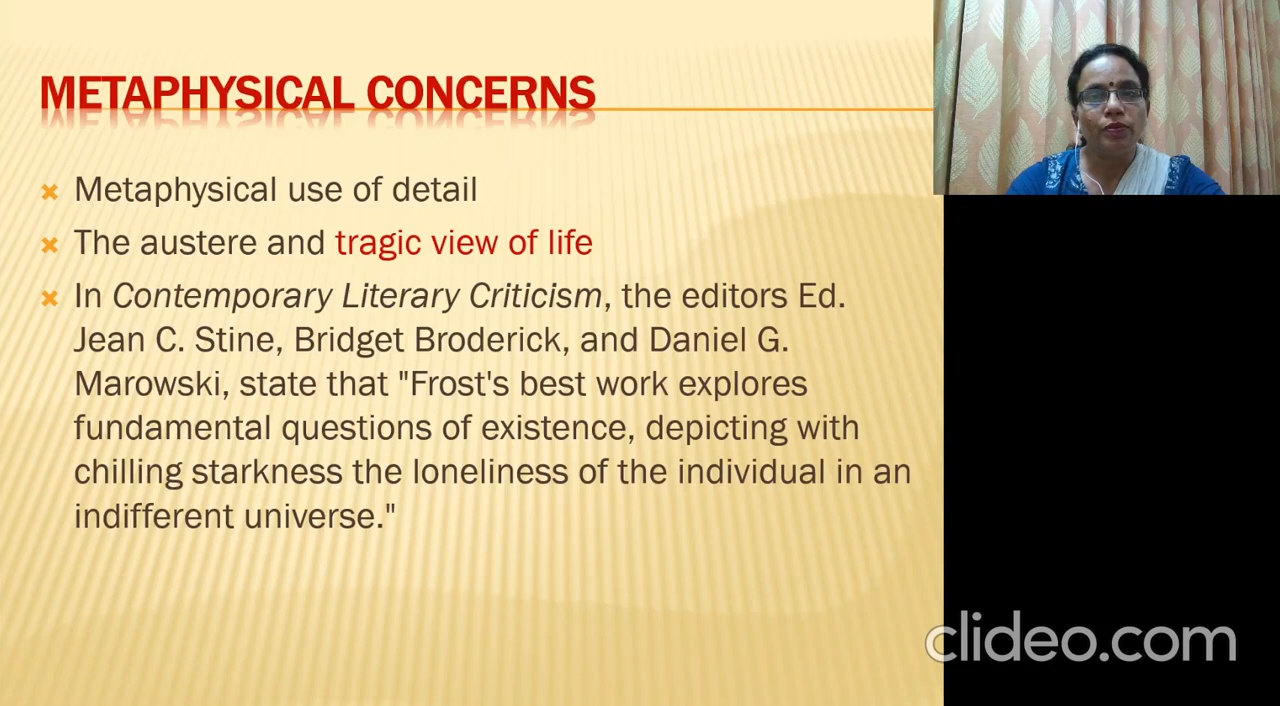 METAPHYSICAL CONCERNS
Metaphysical use of detail
The austere and tragic view of life
In Contemporary Literary Criticism, the editors Ed.
Jean C. Stine, Bridget Broderick, and Daniel G.
Marowski, state that "Frost's best work explores
fundamental questions of existence, depicting with
chilling starkness the loneliness of the individual in an
indifferent universe."
clideo.com